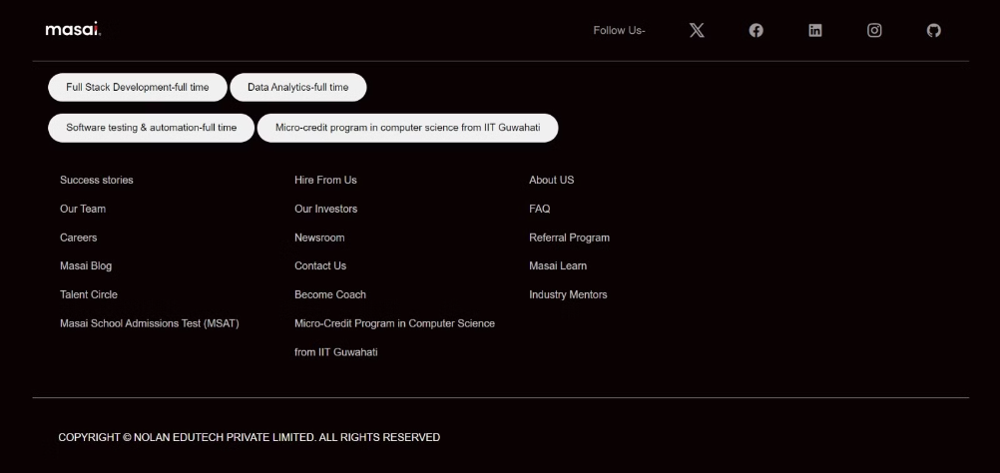 masai.
Follow Us-
Full Stack Development-full time
Data Analytics-full time
Software testing & automation-full time
Micro-credit program in computer science from IIT Guwahati
Success stories
Our Team
Careers
Masai Blog
Talent Circle
Masai School Admissions Test (MSAT)
Hire From Us
Our Investors
Newsroom
Contact Us
Become Coach
Micro-Credit Program in Computer Science
from IIT Guwahati
About US
FAQ
Referral Program
Masai Learn
Industry Mentors
COPYRIGHT © NOLAN EDUTECH PRIVATE LIMITED. ALL RIGHTS RESERVED